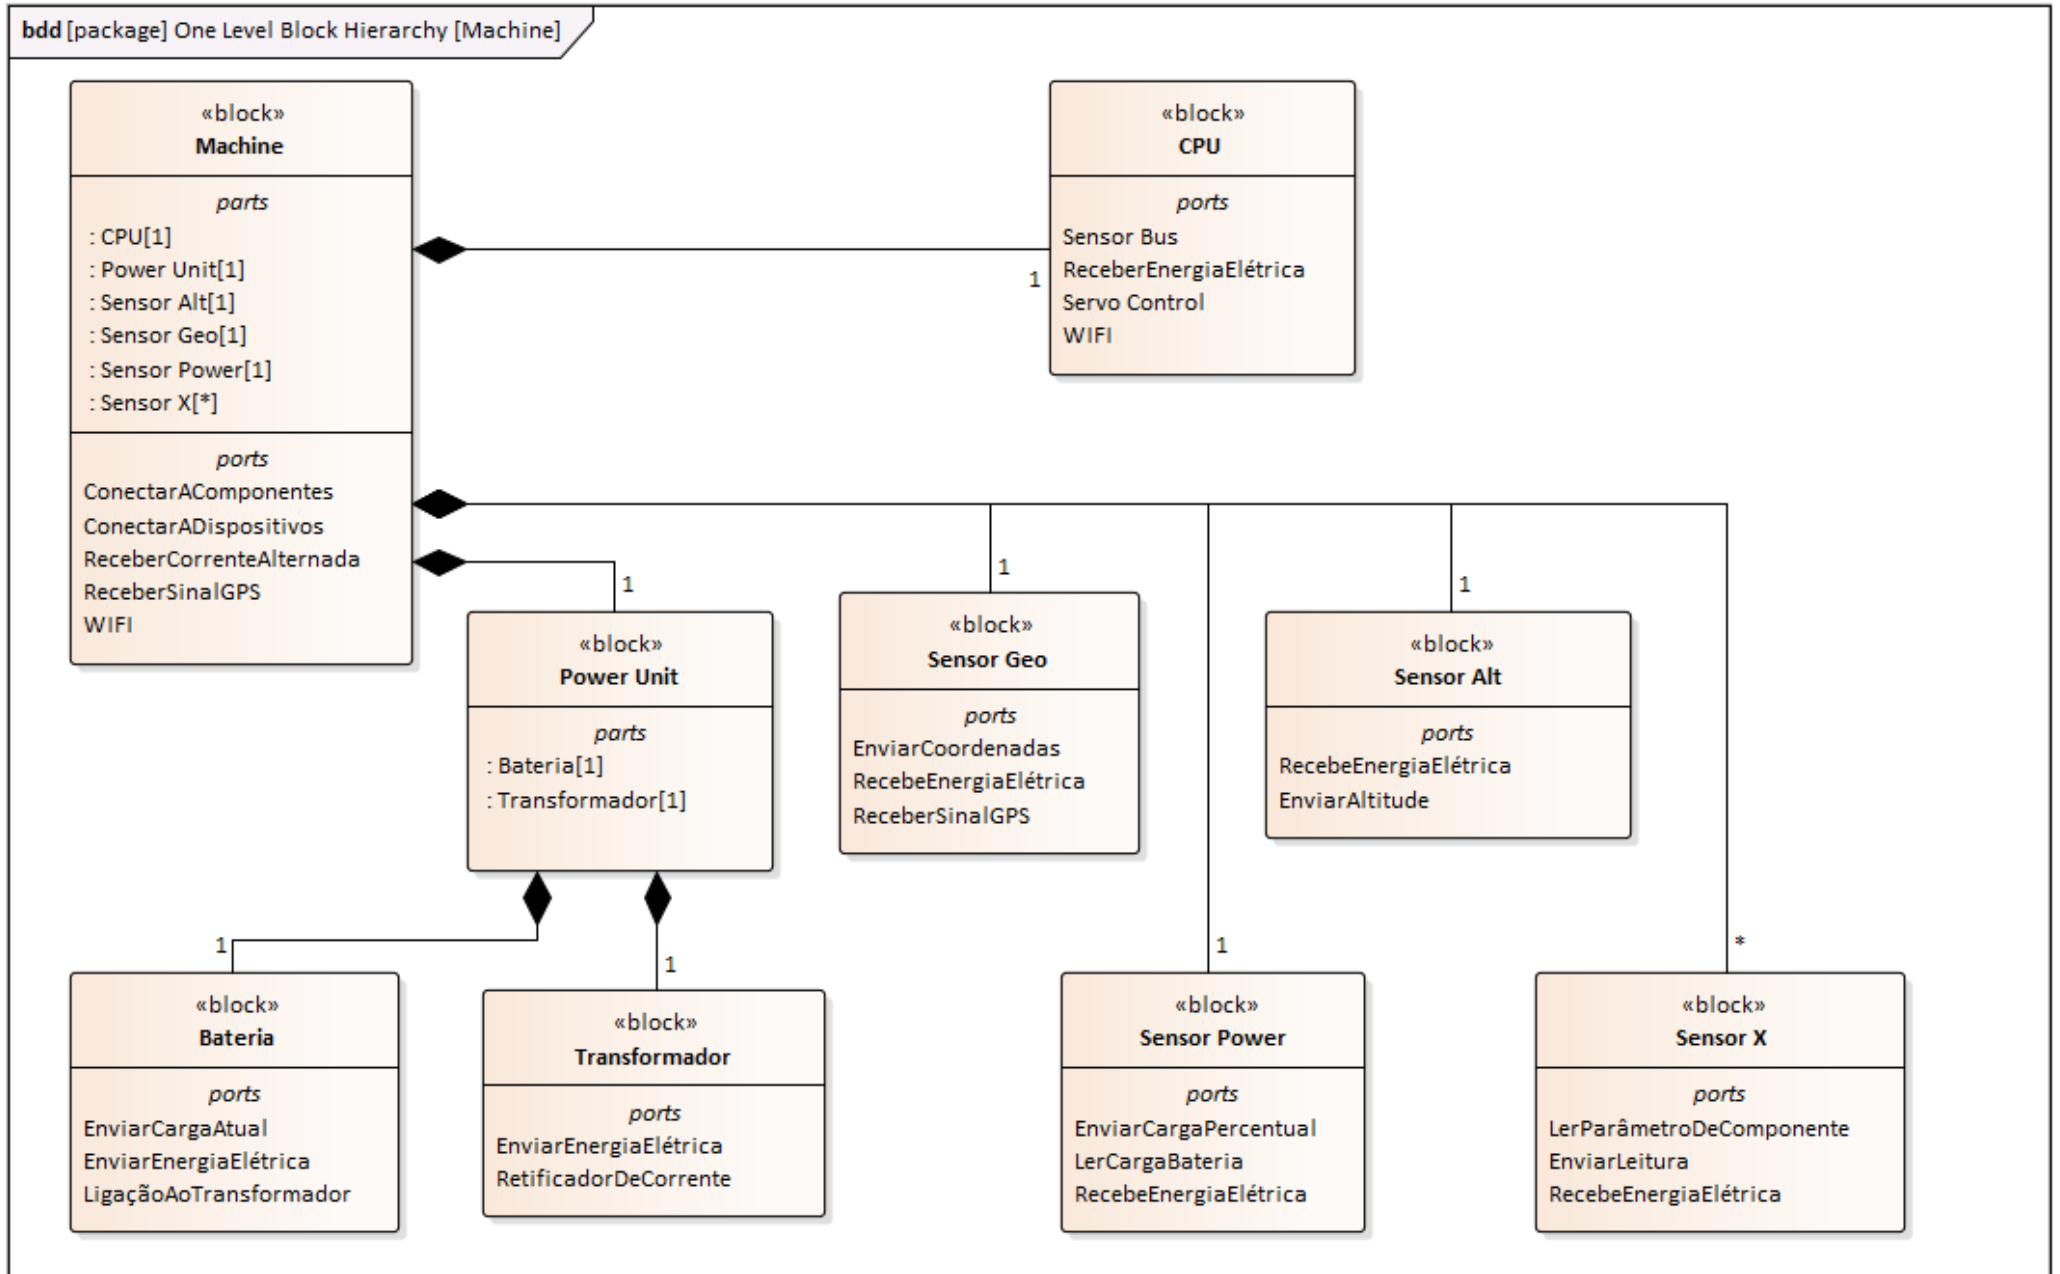 bdd [package] One Level Block Hierarchy [Machine]
«block»
Machine
parts
: CPU[1]
: Power Unit[1]
: Sensor Alt[1]
: Sensor Geo[1]
: Sensor Power[1]
: Sensor X[*]
ports
ConectarAComponentes
ConectarADispositivos
ReceberCorrenteAlternada
ReceberSinalGPS
WIFI
«block»
CPU
ports
Sensor Bus
ReceberEnergiaElétrica
Servo Control
WIFI
1
1
«block»
Power Unit
parts
: Bateria[1]
: Transformador[1]
1
«block»
Sensor Geo
ports
EnviarCoordenadas
RecebeEnergiaElétrica
ReceberSinalGPS
1
«block»
Sensor Alt
ports
RecebeEnergiaElétrica
EnviarAltitude
1
«block»
Bateria
ports
EnviarCargaAtual
EnviarEnergiaElétrica
LigaçãoAoTransformador
1
«block»
Transformador
ports
EnviarEnergiaElétrica
RetificadorDeCorrente
1
«block»
Sensor Power
ports
EnviarCargaPercentual
LerCargaBateria
RecebeEnergiaElétrica
*
«block»
Sensor X
ports
LerParâmetroDeComponente
EnviarLeitura
RecebeEnergiaElétrica